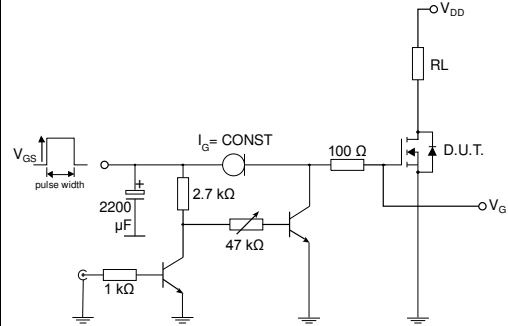 V_DD
RL
I_G= CONST
100 Ω
D.U.T.
V_GS
pulse width
+
2200
μF
2.7 kΩ
47 kΩ
V_G
1 kΩ